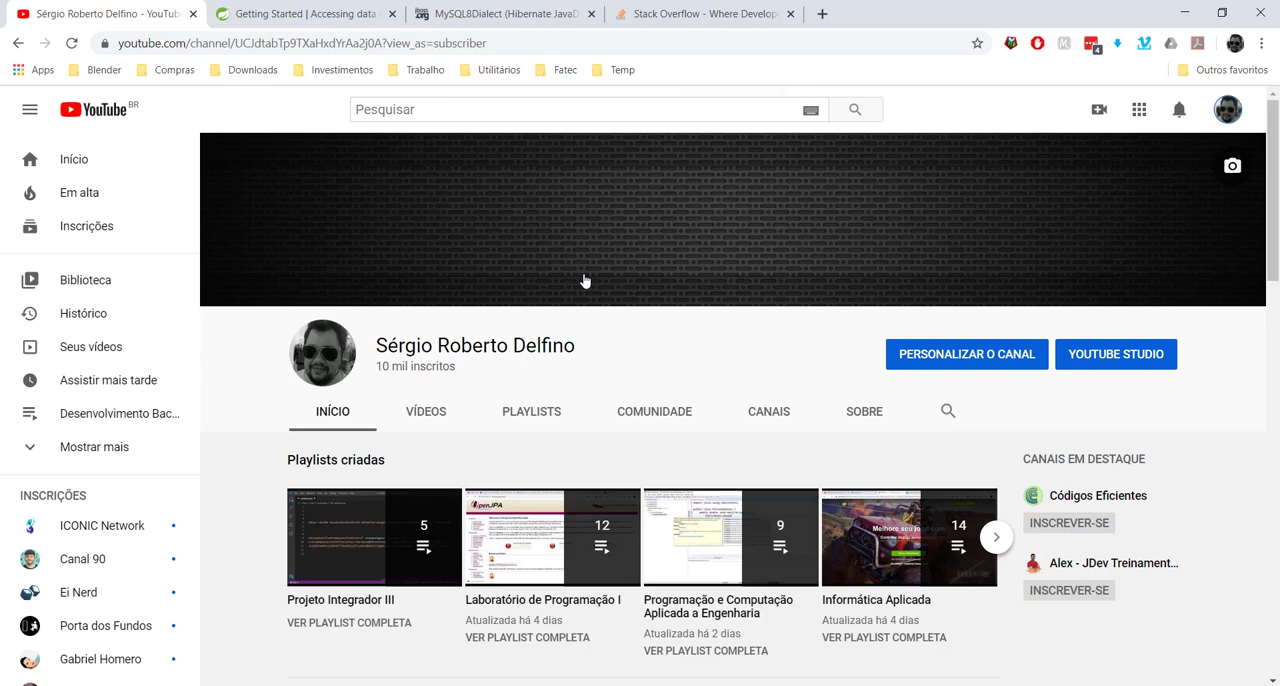 Sérgio Roberto Delfino - YouTub
Getting Started | Accessing data
MySQL8Dialect (Hibernate JavaD
Stack Overflow - Where Develop
youtube.com/channel/UCJdtabTp9TXaHxdYrAa2j0A?view_as=subscriber
4
Apps Blender Compras Downloads Investimentos Trabalho Utilitários Fatec Temp Outros favoritos
YouTube BR
Pesquisar
Início
Em alta
Inscrições
Biblioteca
Histórico
Seus vídeos
Assistir mais tarde
Desenvolvimento Bac...
Mostrar mais
INSCRIÇÕES
ICONIC Network
Canal 90
Ei Nerd
Porta dos Fundos
Gabriel Homero
Sérgio Roberto Delfino
10 mil inscritos
PERSONALIZAR O CANAL
YOUTUBE STUDIO
INÍCIO VÍDEOS PLAYLISTS COMUNIDADE CANAIS SOBRE
Playlists criadas
5
Projeto Integrador III
VER PLAYLIST COMPLETA
OpenJPA
12
Laboratório de Programação I
Atualizada há 4 dias
VER PLAYLIST COMPLETA
9
Programação e Computação
Aplicada a Engenharia
Atualizada há 2 dias
VER PLAYLIST COMPLETA
Melhore seu jogo com
14
Informática Aplicada
Atualizada há 4 dias
VER PLAYLIST COMPLETA
CANAIS EM DESTAQUE
Códigos Eficientes
INSCREVER-SE
Alex - JDev Treinament...
INSCREVER-SE